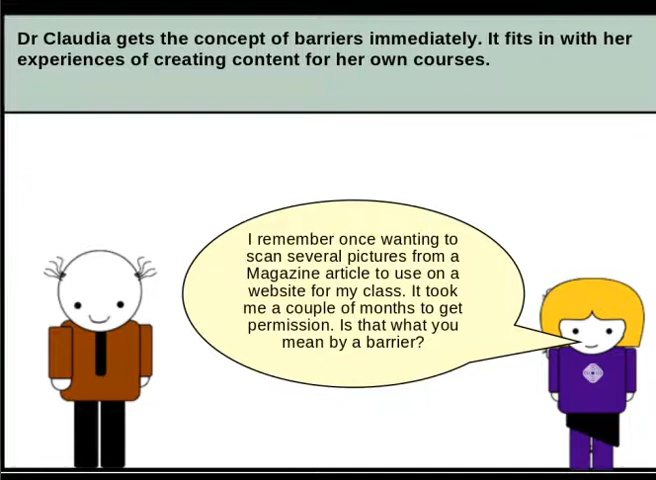 Dr Claudia gets the concept of barriers immediately. It fits in with her
experiences of creating content for her own courses.
I remember once wanting to
scan several pictures from a
Magazine article to use on a
website for my class. It took
me a couple of months to get
permission. Is that what you
mean by a barrier?